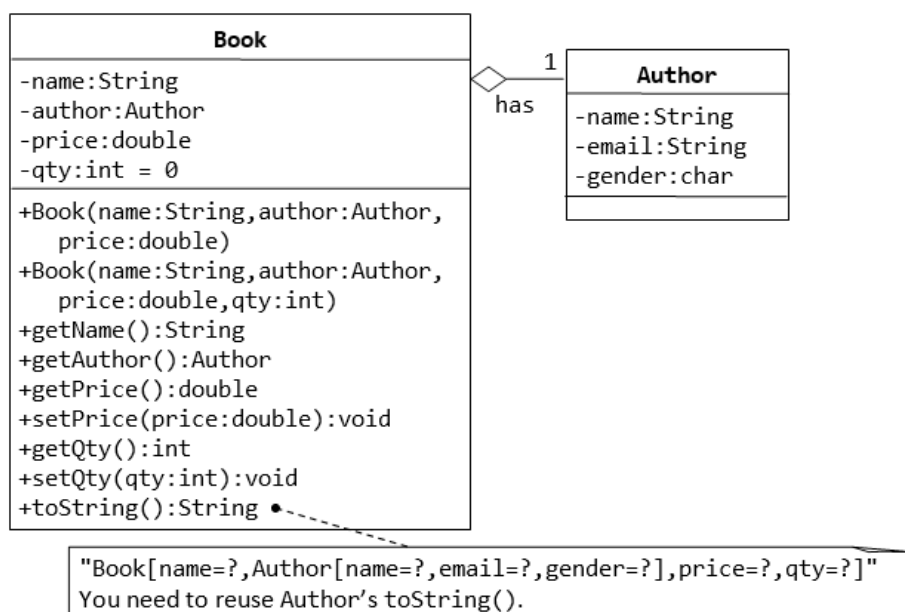 Book
-name:String
-author:Author
-price:double
-qty:int = 0
+Book(name:String,author:Author,
price:double)
+Book(name:String,author:Author,
price:double,qty:int)
+getName():String
+getAuthor():Author
+getPrice():double
+setPrice(price:double):void
+getQty():int
+setQty(qty:int):void
+toString():String
1
has
Author
-name:String
-email:String
-gender:char
"Book[name=?,Author[name=?,email=?,gender=?],price=?,qty=?]"
You need to reuse Author’s toString().